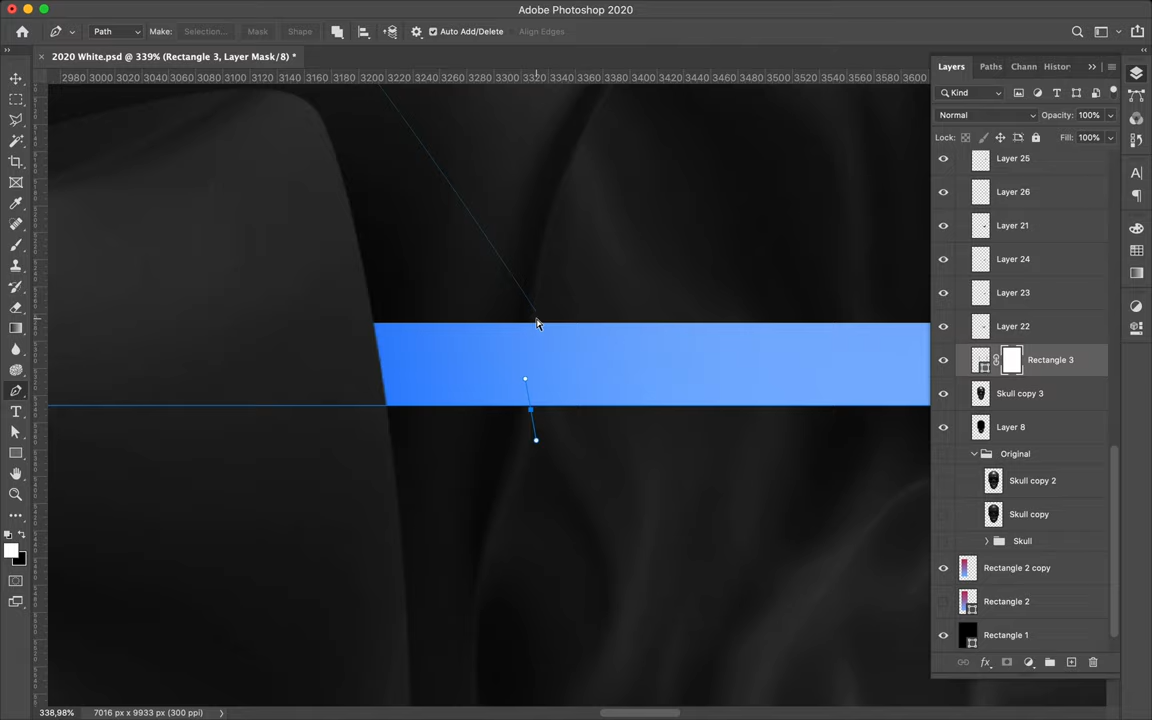 Adobe Photoshop 2020
Path
Make:
Selection...
Mask
Shape
Auto Add/Delete
Align Edges
2020 White.psd @ 339% (Rectangle 3, Layer Mask/8) *
2980 3000 3020 3040 3060 3080 3100 3120 3140 3160 3180 3200 3220 3240 3260 3280 3300 3320 3340 3360 3380 3400 3420 3440 3460 3480 3500 3520 3540 3560 3580 3600
Layers
Paths
Chann
Histor
Kind
Normal
Opacity: 100%
Lock:
Fill: 100%
Layer 25
Layer 26
Layer 21
Layer 24
Layer 23
Layer 22
Rectangle 3
Skull copy 3
Layer 8
Original
Skull copy 2
Skull copy
Skull
Rectangle 2 copy
Rectangle 2
Rectangle 1
338,98%
7016 px x 9933 px (300 ppi)